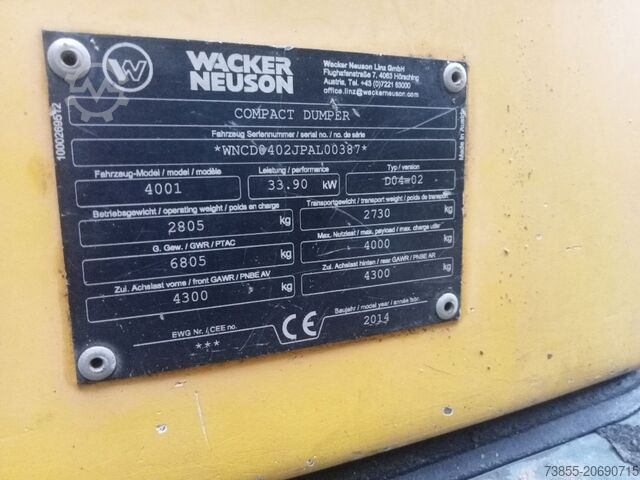 WACKER
NEUSON
Wacker Neuson Linz GmbH
Flughafenstraße 7, 4063 Hörsching
Austria, Tel. +43 (0)7221 63000
office.linz@wackerneuson.com
COMPACT DUMPER
Fahrzeug Seriennummer / serial no. / no. de série
*WNCD0402JPAL00387*
Fahrzeug-Model / model / modèle
4001
Leistung / performance
33.90 kW
Typ / version
D04-02
Betriebsgewicht / operating weight / poids en charge
2805 kg
Transportgewicht / transport weight / poids de transport
2730 kg
G. Gew. / GWR / PTAC
6805 kg
Max. Nutzlast / max. payload / max. charge utile
4000 kg
Zul. Achslast vorne / front GAWR / PNBE AV
4300 kg
Zul. Achslast hinten / rear GAWR / PNBE AR
4300 kg
EWG Nr. / CEE no.
***
CE
Baujahr / model year / année fabr.
2014
1000269512
Made in Austria
73855-20690715